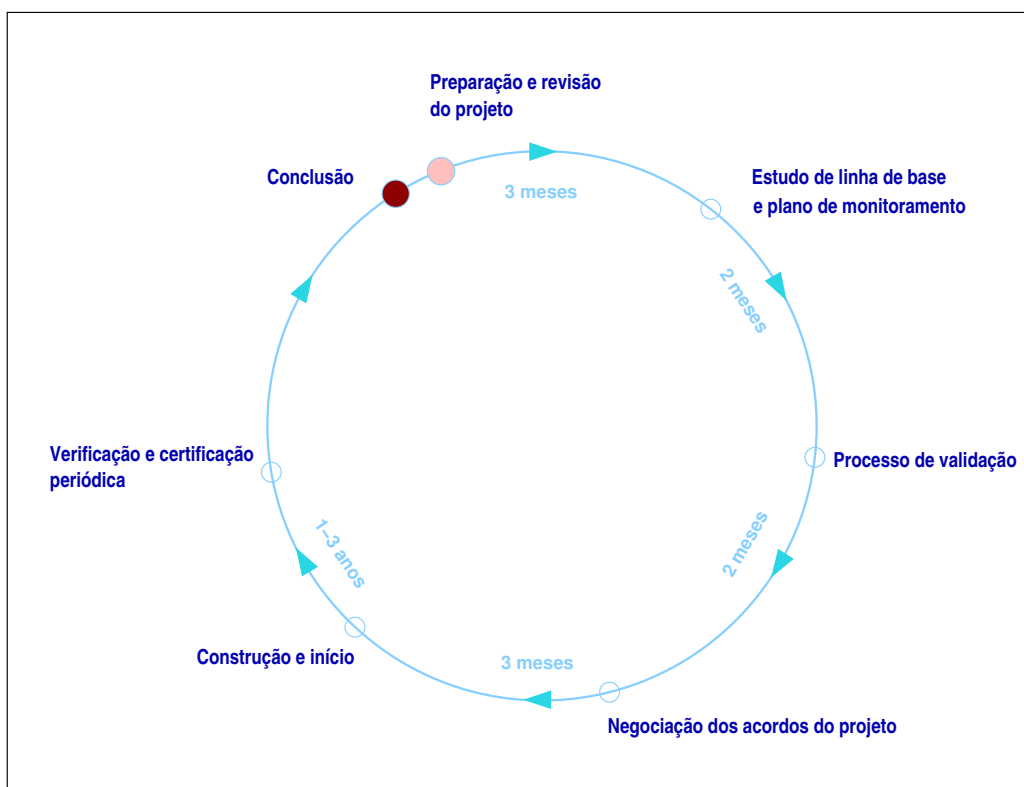 Preparação e revisão
do projeto
Conclusão
3 meses
Estudo de linha de base
e plano de monitoramento
2 meses
Processo de validação
2 meses
Negociação dos acordos do projeto
3 meses
Construção e início
1−3 anos
Verificação e certificação
periódica